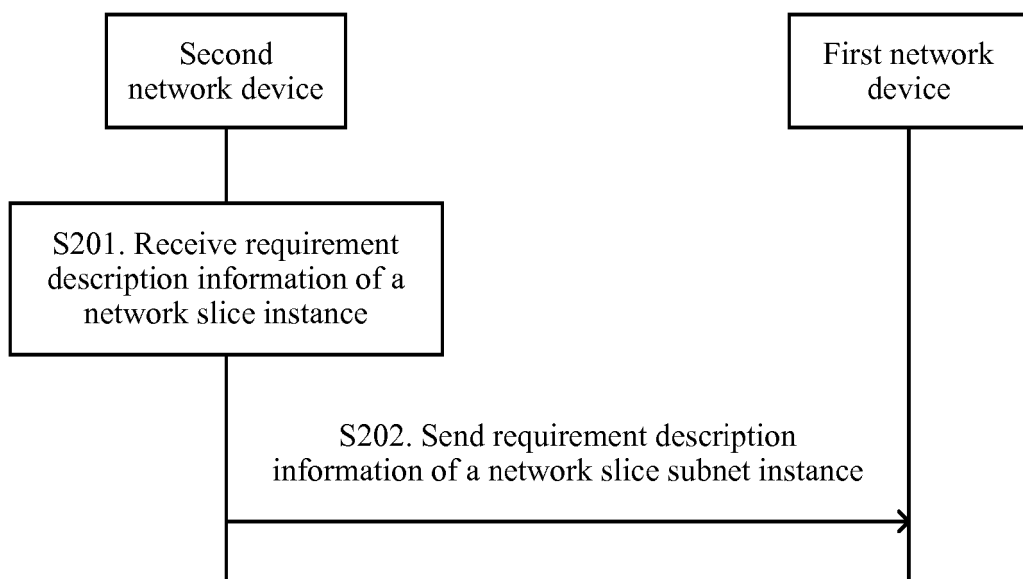 Second
network device
First network
device
S201. Receive requirement
description information of a
network slice instance
S202. Send requirement description
information of a network slice subnet instance